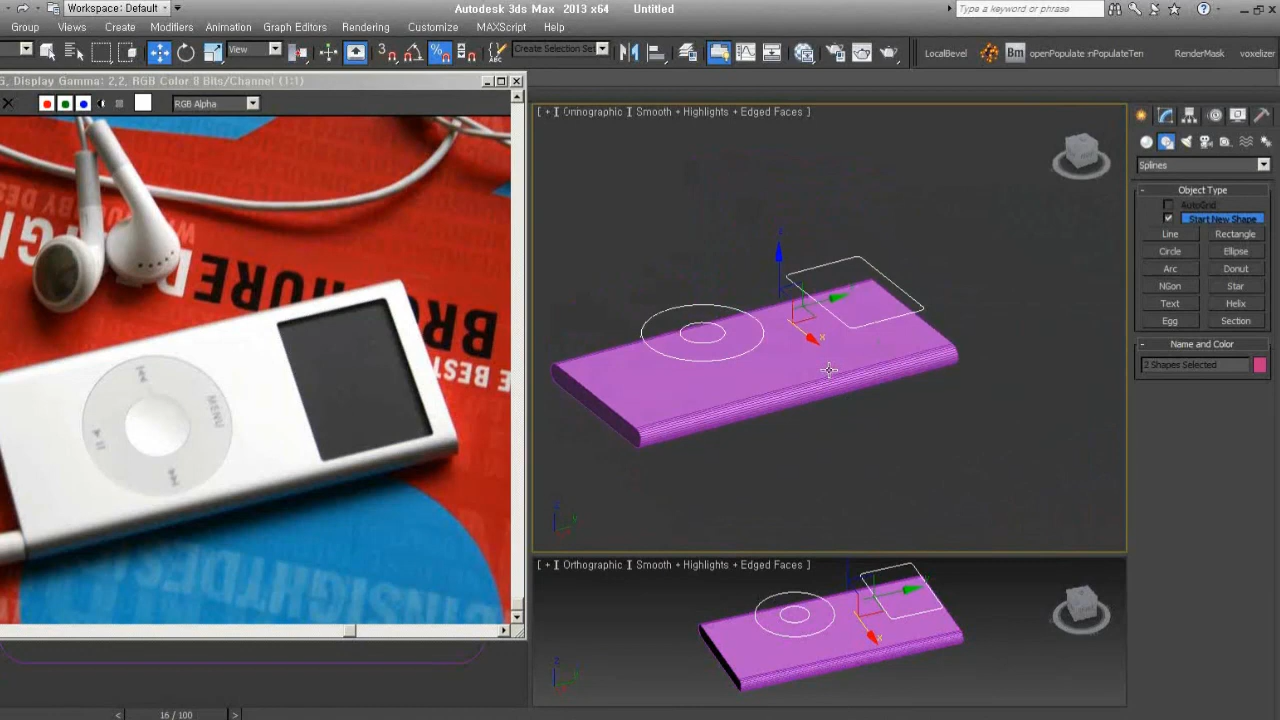 Workspace: Default
Autodesk 3ds Max 2013 x64 Untitled
Type a keyword or phrase
Group Views Create Modifiers Animation Graph Editors Rendering Customize MAXScript Help
View
Create Selection Set
LocalBevel
Bm
openPopulate :nPopulateTen
RenderMask
voxelizer
, Display Gamma: 2,2, RGB Color 8 Bits/Channel (1:1)
RGB Alpha
MENU
[ + ] [ Orthographic ] [ Smooth + Highlights + Edged Faces ]
z
x
Splines
Object Type
AutoGrid
Start New Shape
Line Rectangle
Circle Ellipse
Arc Donut
NGon Star
Text Helix
Egg Section
Name and Color
2 Shapes Selected
[ + ] [ Orthographic ] [ Smooth + Highlights + Edged Faces ]
x
16 / 100